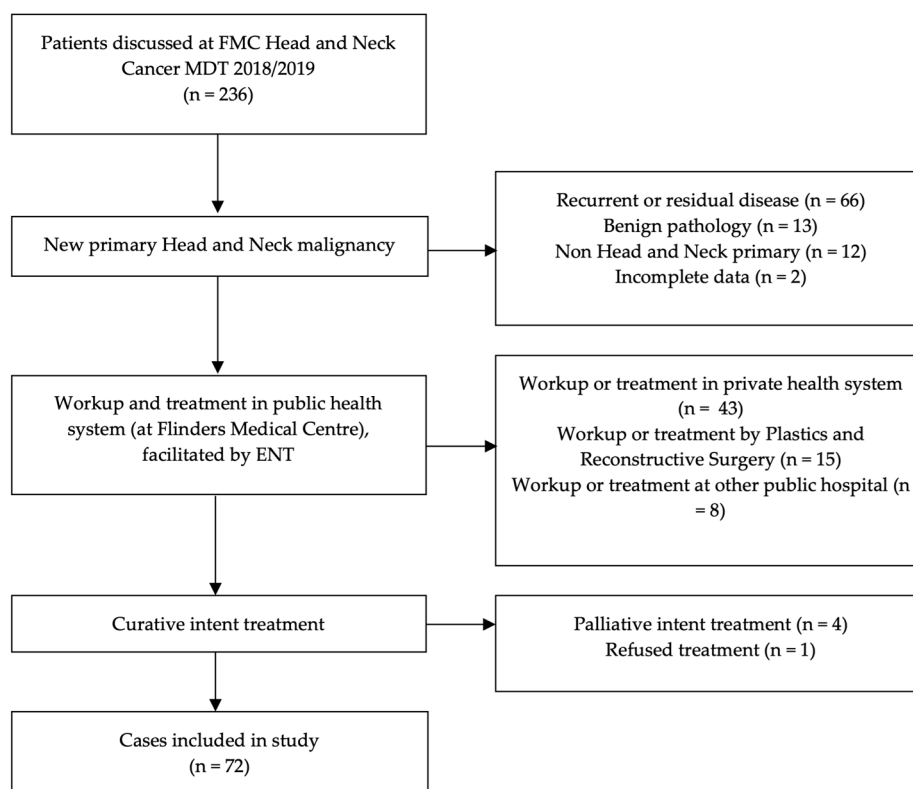 Patients discussed at FMC Head and Neck
Cancer MDT 2018/2019
(n = 236)
Recurrent or residual disease (n = 66)
Benign pathology (n = 13)
Non Head and Neck primary (n = 12)
Incomplete data (n = 2)
New primary Head and Neck malignancy
Workup or treatment in private health system
(n =  43)
Workup or treatment by Plastics and
Reconstructive Surgery (n = 15)
Workup or treatment at other public hospital (n
= 8)
Workup and treatment in public health
system (at Flinders Medical Centre),
facilitated by ENT
Curative intent treatment
Palliative intent treatment (n = 4)
Refused treatment (n = 1)
Cases included in study
(n = 72)